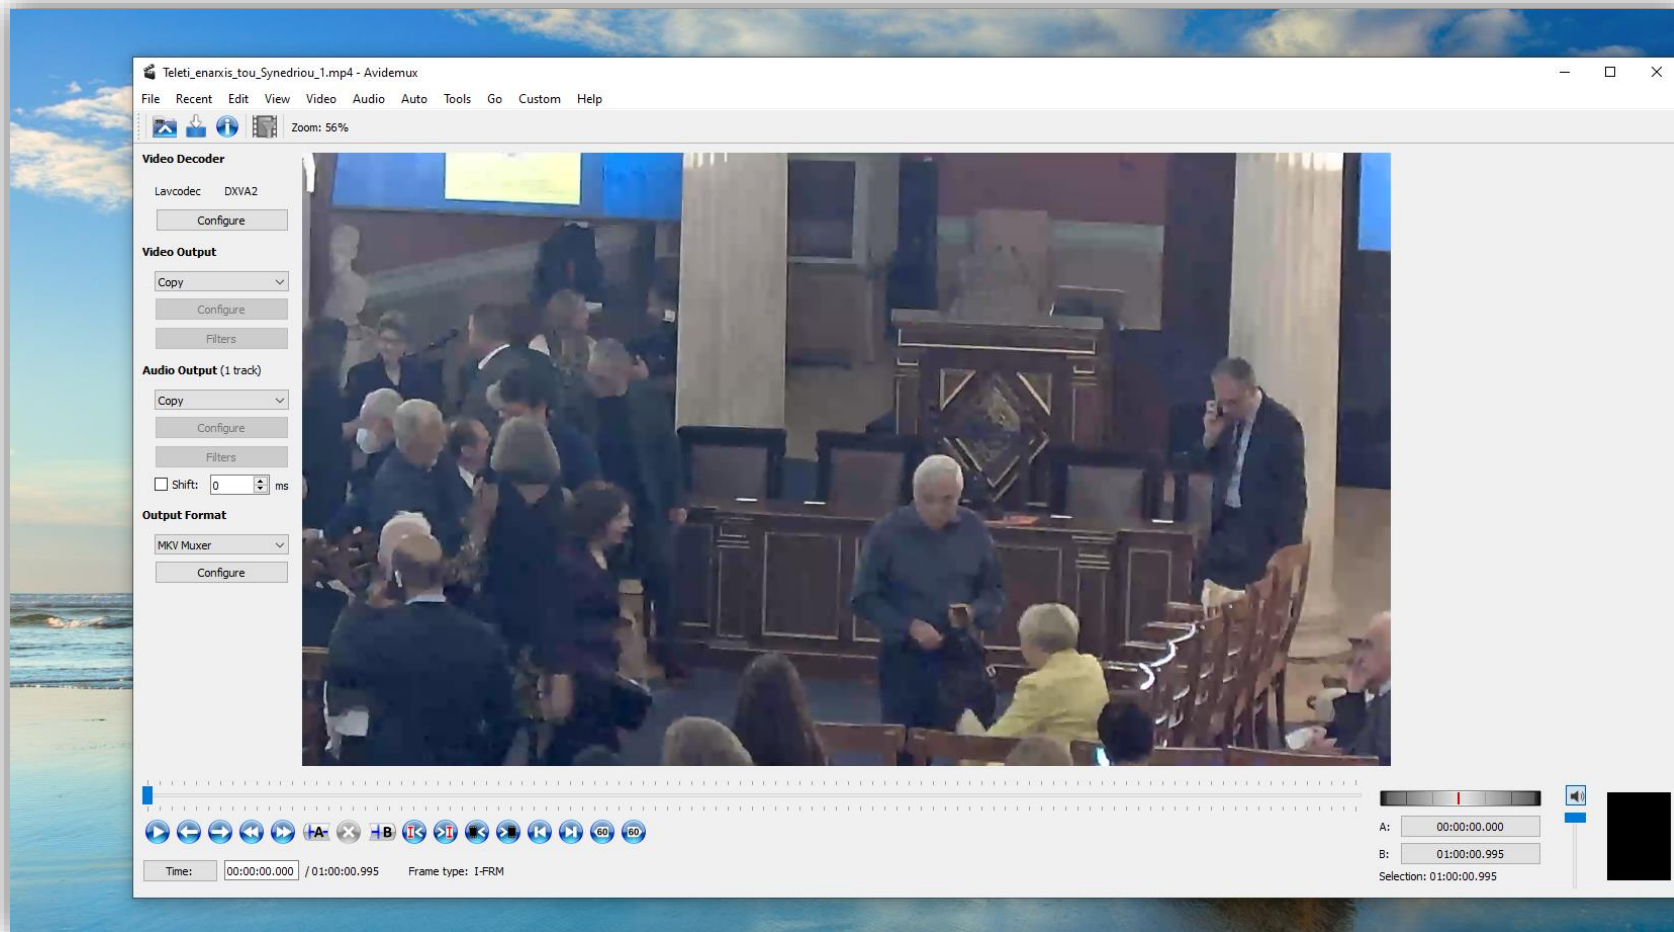 Teleti_enarxis_tou_Synedriou_1.mp4 - Avidemux
File Recent Edit View Video Audio Auto Tools Go Custom Help
Zoom: 56%
Video Decoder
Lavcodec DXVA2
Configure
Video Output
Copy
Configure
Filters
Audio Output (1 track)
Copy
Configure
Filters
Shift: 0 ms
Output Format
MKV Muxer
Configure
A B 60 60
A: 00:00:00.000
B: 01:00:00.995
Selection: 01:00:00.995
Time: 00:00:00.000 / 01:00:00.995 Frame type: I-FRM